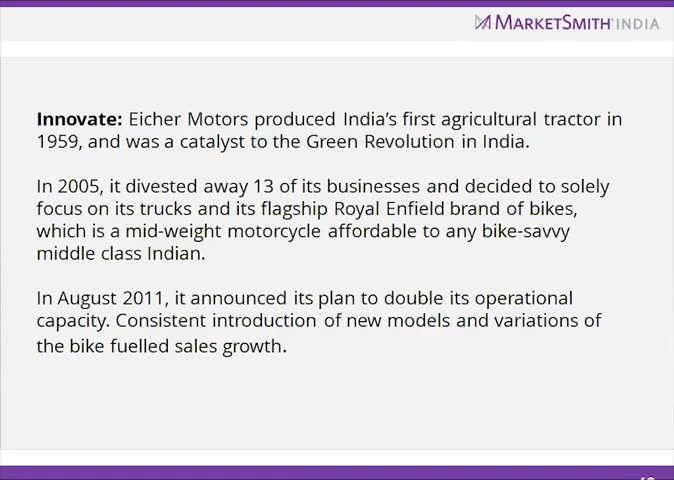 MARKETSMITH INDIA
Innovate: Eicher Motors produced India's first agricultural tractor in
1959, and was a catalyst to the Green Revolution in India.
In 2005, it divested away 13 of its businesses and decided to solely
focus on its trucks and its flagship Royal Enfield brand of bikes,
which is a mid-weight motorcycle affordable to any bike-savvy
middle class Indian.
In August 2011, it announced its plan to double its operational
capacity. Consistent introduction of new models and variations of
the bike fuelled sales growth.